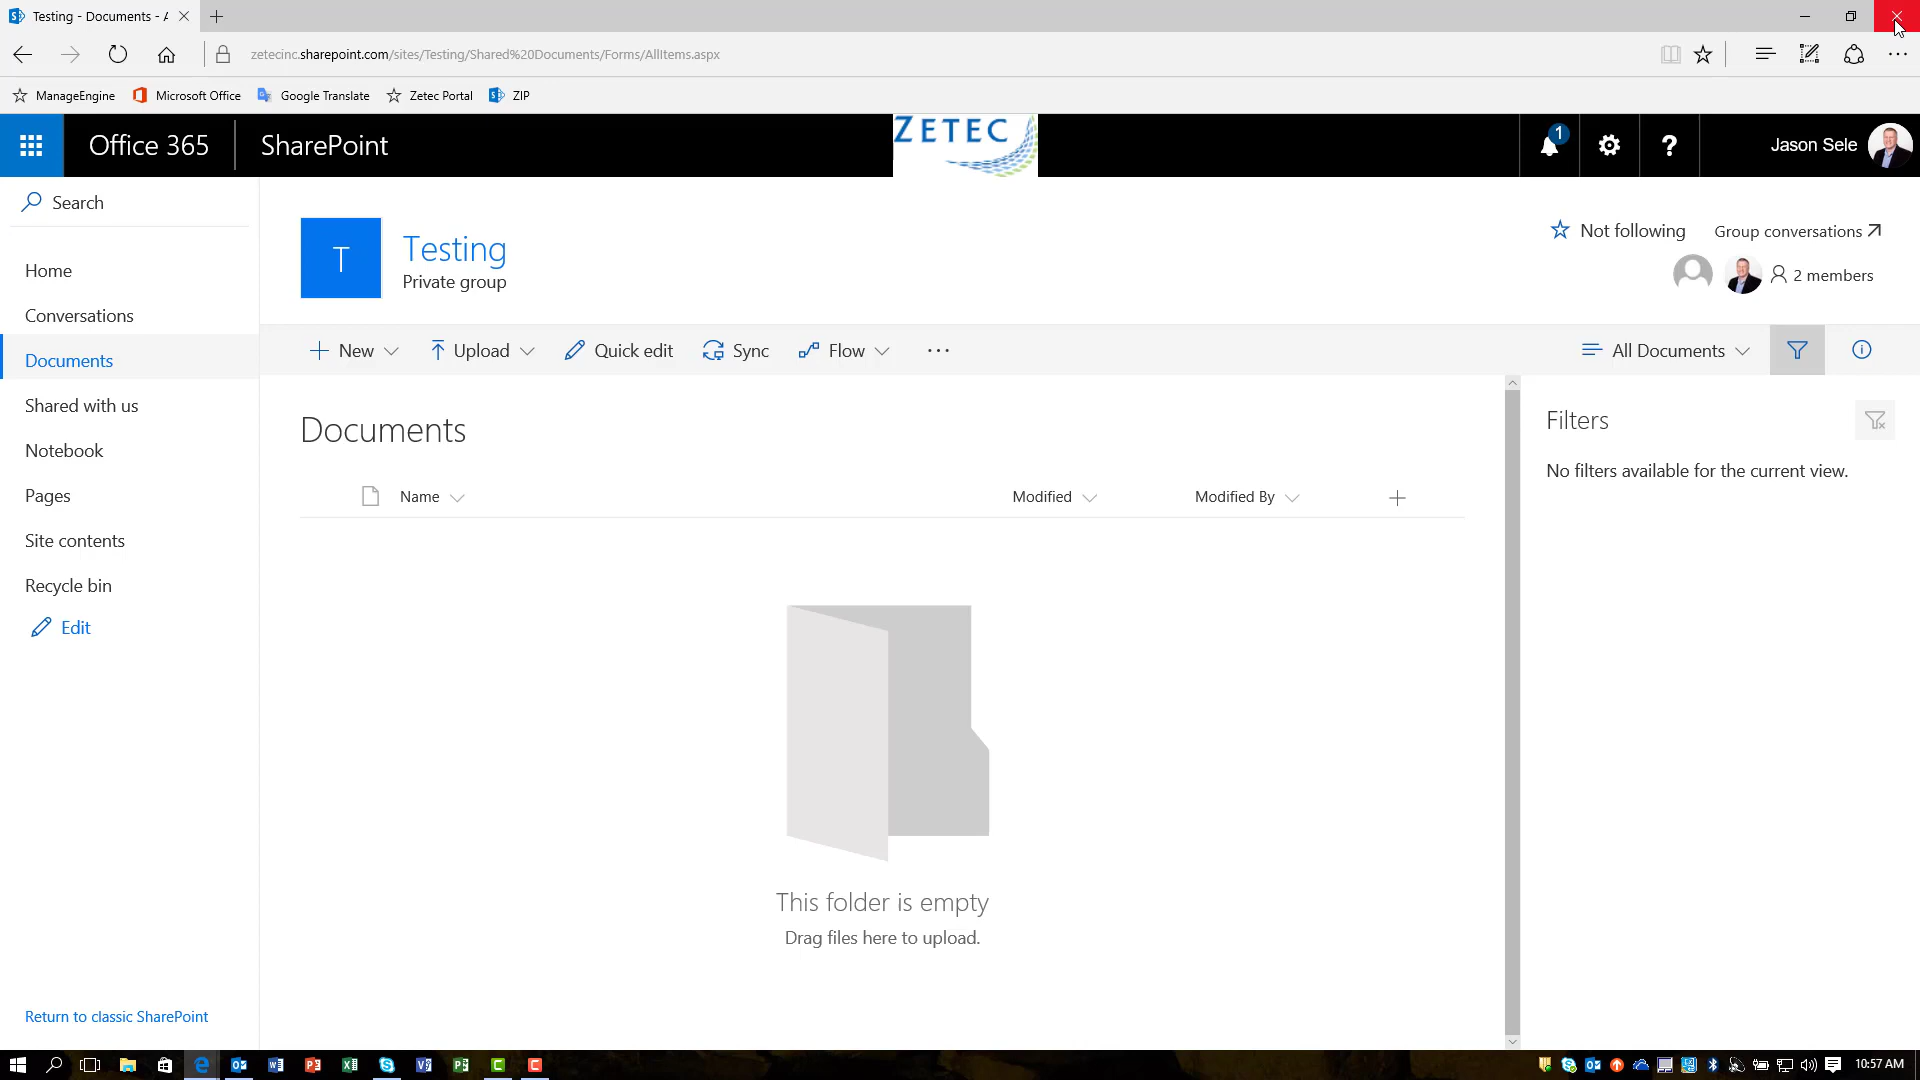 Testing - Documents - A
zetecinc.sharepoint.com/sites/Testing/Shared%20Documents/Forms/AllItems.aspx
ManageEngine Microsoft Office Google Translate Zetec Portal ZIP
Office 365 SharePoint ZETEC 1 ? Jason Sele
Search
Home
Conversations
Documents
Shared with us
Notebook
Pages
Site contents
Recycle bin
Edit
Return to classic SharePoint
T
Testing
Private group
Not following Group conversations
2 members
New Upload Quick edit Sync Flow ... All Documents
Documents
Name Modified Modified By
This folder is empty
Drag files here to upload.
Filters
No filters available for the current view.
10:57 AM